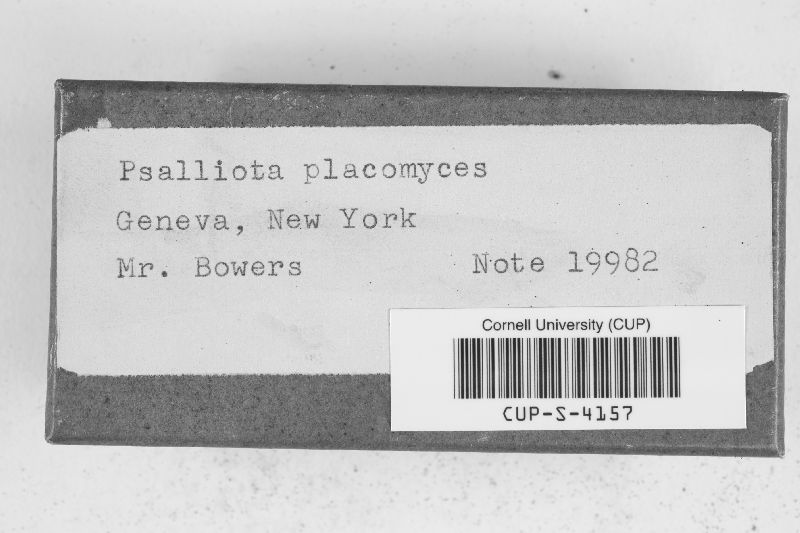 Psalliota placomyces
Geneva, New York
Mr. Bowers Note 19982
Cornell University (CUP)
CUP-S-4157